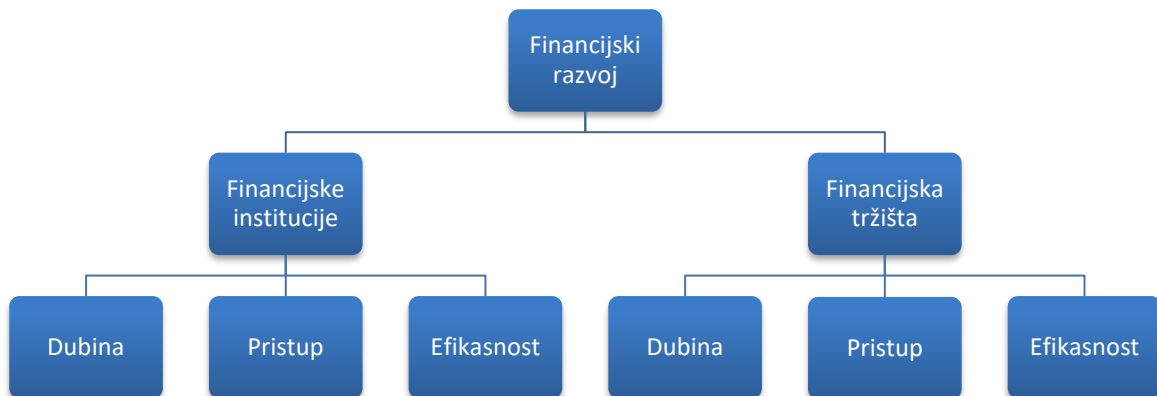 Financijski
razvoj
Financijske
institucije
Financijska
tržišta
Dubina
Pristup
Efikasnost
Dubina
Pristup
Efikasnost